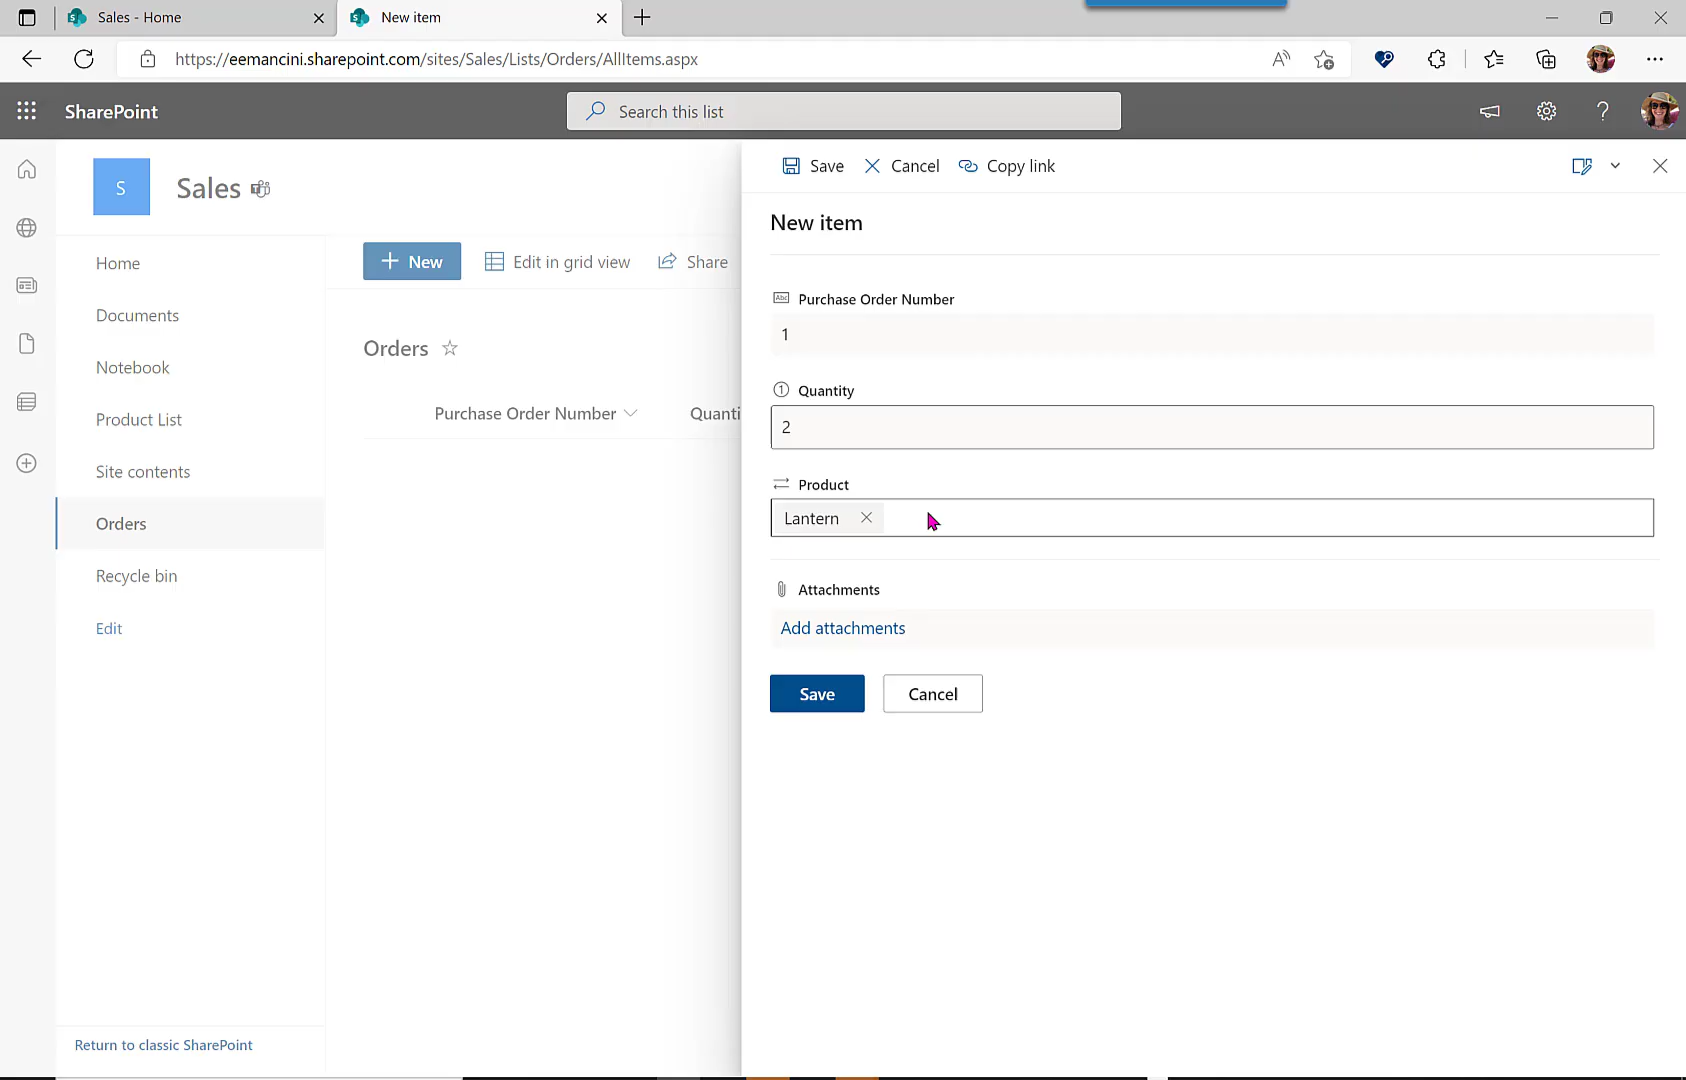 Sales - Home
New item
https://eemancini.sharepoint.com/sites/Sales/Lists/Orders/AllItems.aspx
SharePoint
Search this list
S
Sales
Save
Cancel
Copy link
New item
Home
Documents
Notebook
Product List
Site contents
Orders
Recycle bin
Edit
Return to classic SharePoint
New
Edit in grid view
Share
Orders
Purchase Order Number
Quanti
Purchase Order Number
1
Quantity
2
Product
Lantern
Attachments
Add attachments
Save
Cancel